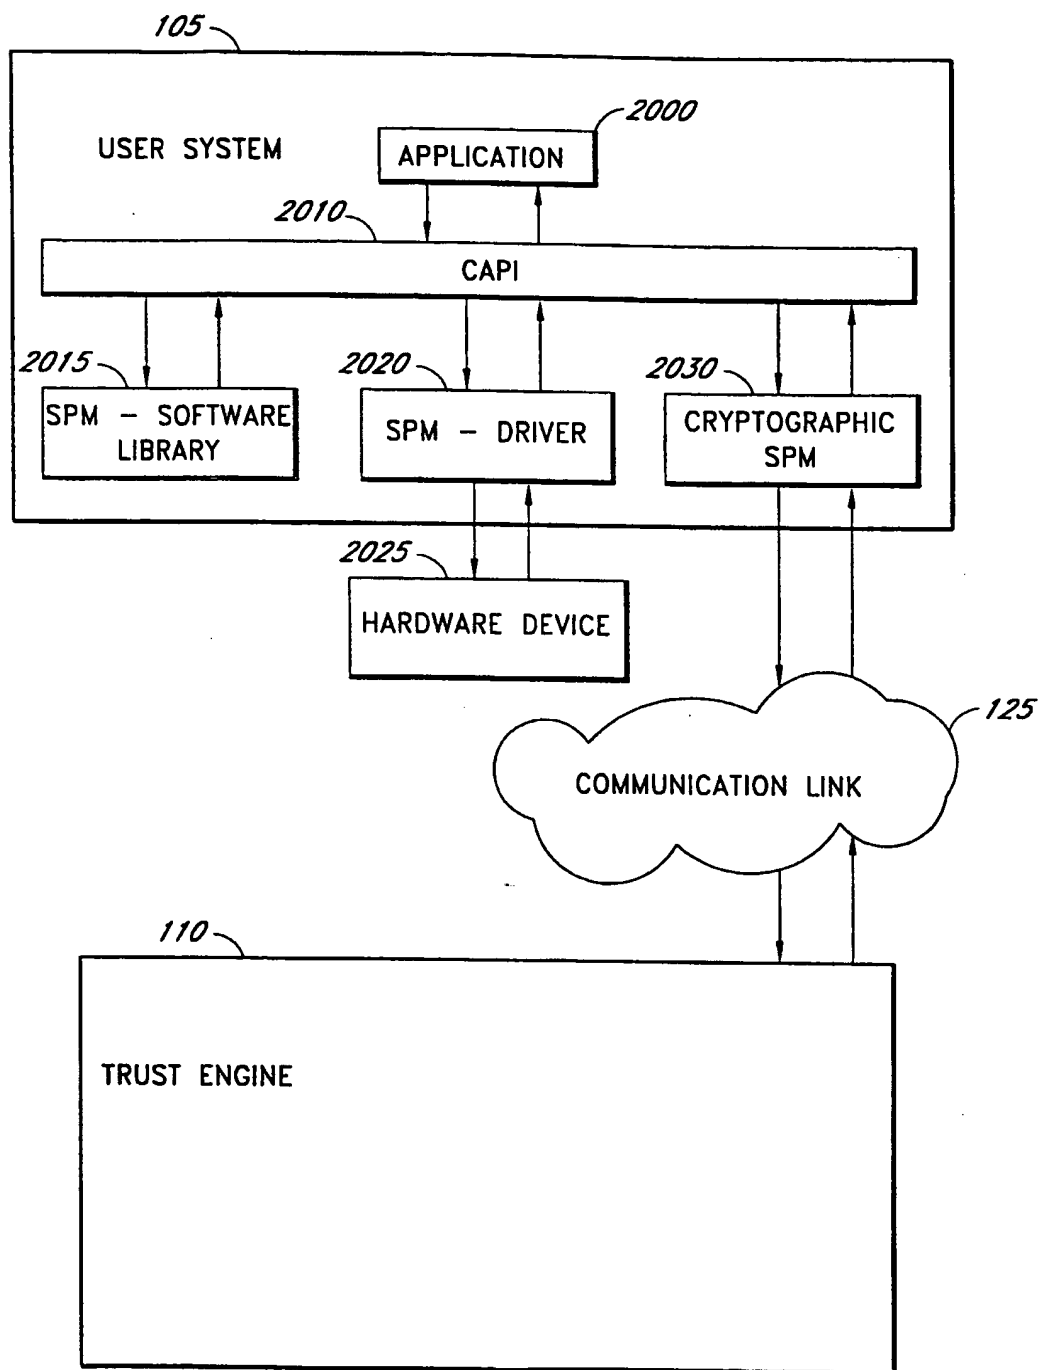 105
2000
USER SYSTEM
APPLICATION
2010
CAPI
2015
SPM - SOFTWARE
LIBRARY
2020
SPM - DRIVER
2030
CRYPTOGRAPHIC
SPM
2025
HARDWARE DEVICE
125
COMMUNICATION LINK
110
TRUST ENGINE